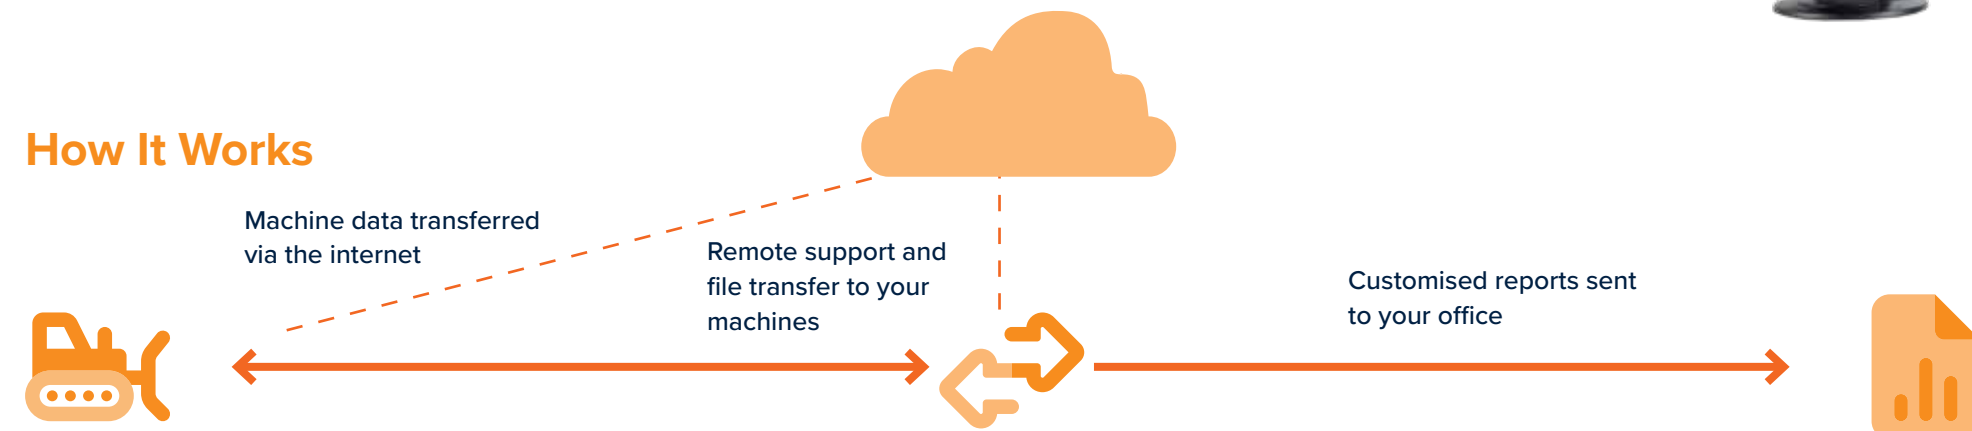 How It Works
Machine data transferred
via the internet
Remote support and
file transfer to your
machines
Customised reports sent
to your office